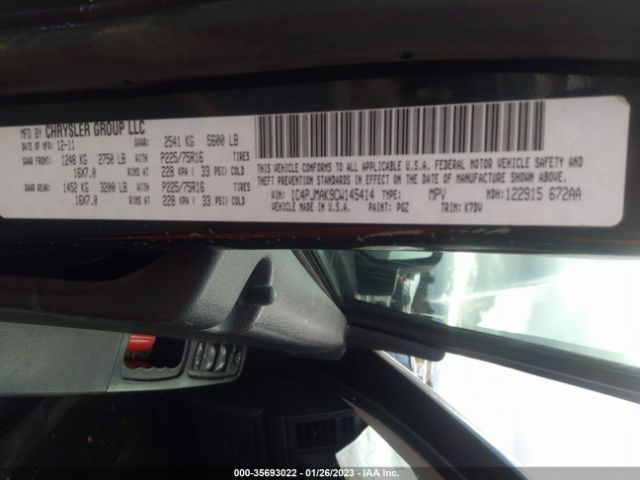 MFD BY CHRYSLER GROUP LLC
DATE OF MFR: 12-11 GVWR: 2541 KG 5600 LB
GAWR FRONT: 1248 KG 2750 LB WITH P225/75R16 TIRES
16X7.0 228 KPA ( 33 PSI) COLD
GAWR REAR: 1452 KG 3200 LB WITH P225/75R16 TIRES
16X7.0 228 KPA ( 33 PSI) COLD
THIS VEHICLE CONFORMS TO ALL APPLICABLE U.S.A. FEDERAL MOTOR VEHICLE SAFETY AND
THEFT PREVENTION STANDARDS IN EFFECT ON THE DATE OF MANUFACTURE SHOWN ABOVE.
VIN: 1C4PJMAK9CW145414 TYPE: MPV MDH: 122915 672AA
VEHICLE MADE IN U.S.A. PAINT: PGZ TRIM: K7DV
000-35693022 - 01/26/2023 - IAA Inc.